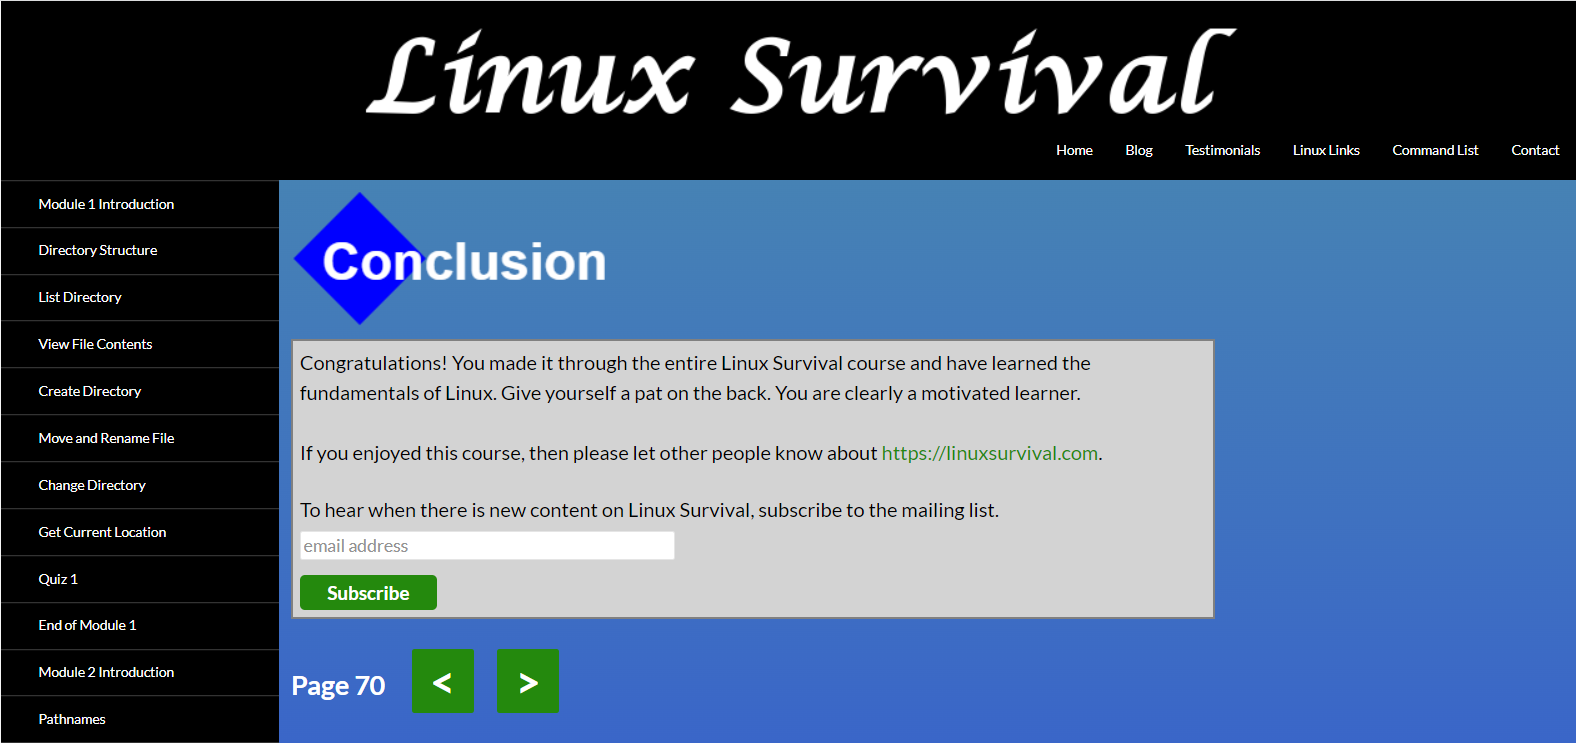 Linux Survival
Home Blog Testimonials Linux Links Command List Contact
Module 1 Introduction
Directory Structure
List Directory
View File Contents
Create Directory
Move and Rename File
Change Directory
Get Current Location
Quiz 1
End of Module 1
Module 2 Introduction
Pathnames
Conclusion
Congratulations! You made it through the entire Linux Survival course and have learned the
fundamentals of Linux. Give yourself a pat on the back. You are clearly a motivated learner.
If you enjoyed this course, then please let other people know about https://linuxsurvival.com.
To hear when there is new content on Linux Survival, subscribe to the mailing list.
email address
Subscribe
Page 70 < >